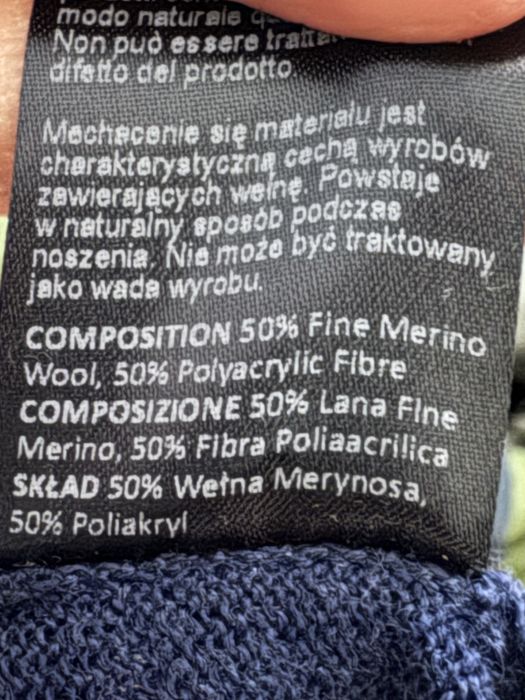 modo naturale
Non può essere
difetto del prodotto.
Mechacenie się materiału jest
charakterystyczną cechą wyrobów
zawierających wełnę. Powstaje
w naturalny sposób podczas
noszenia. Nie może być traktowany
jako wada wyrobu.
COMPOSITION 50% Fine Merino
Wool, 50% Polyacrylic Fibre
COMPOSIZIONE 50% Lana Fine
Merino, 50% Fibra Poliaacrilica
SKŁAD 50% Wełna Merynosa,
50% Poliakryl